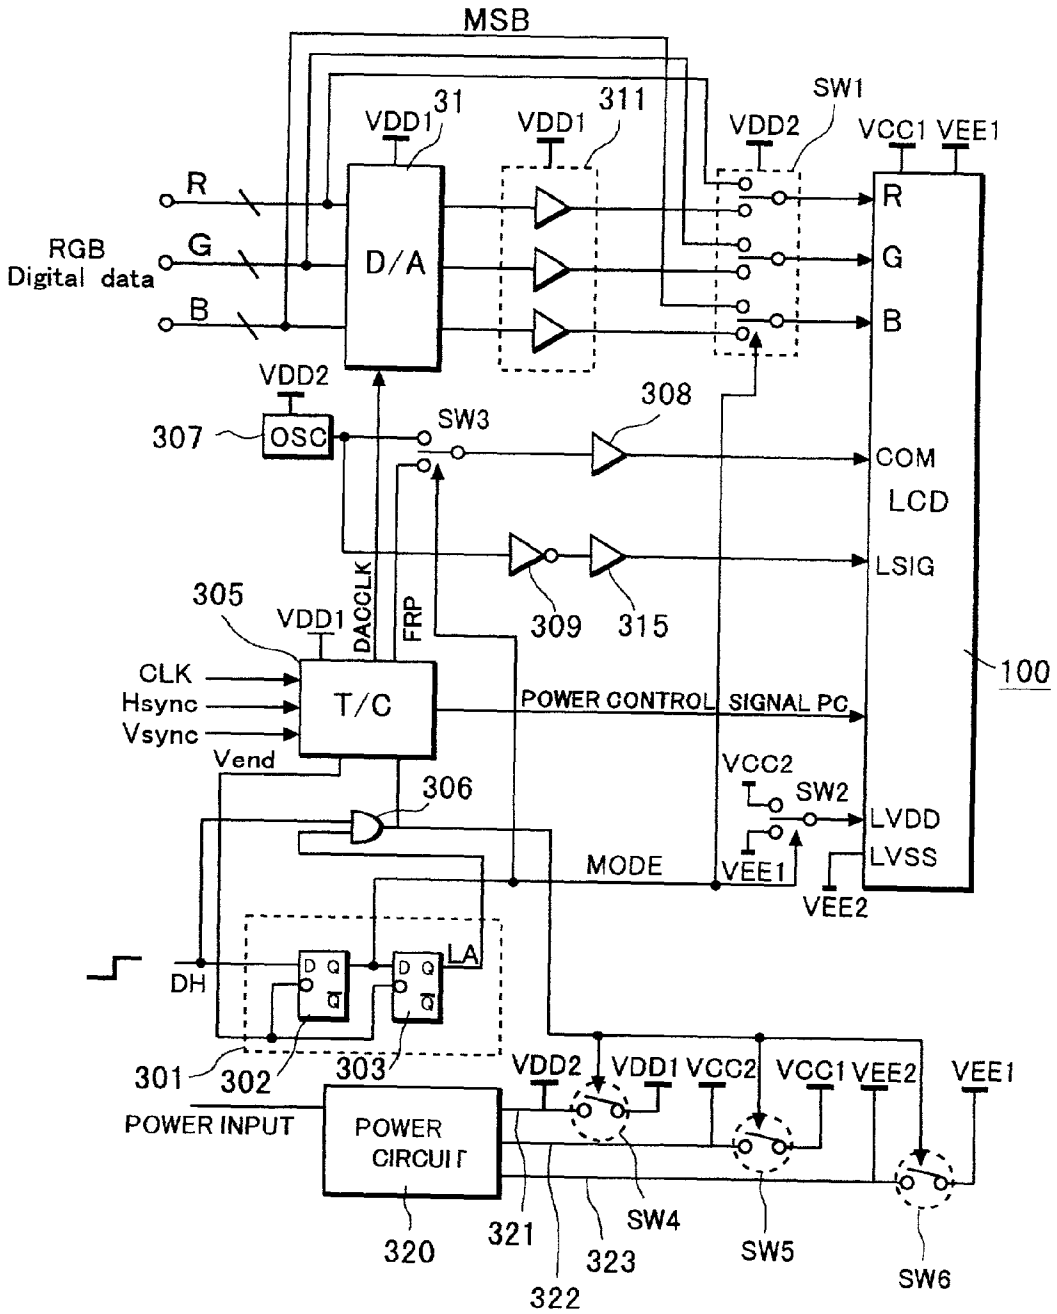 MSB
31
311
SW1
VDD1
VDD1
VDD2
VCC1
VEE1
R
R
RGB
Digital data
G
D/A
G
B
B
VDD2
307
OSC
SW3
308
COM
LCD
DACCLK
FRP
LSIG
309
315
305
VDD1
100
CLK
Hsync
Vsync
T/C
POWER CONTROL SIGNAL PC
Vend
306
VCC2
SW2
LVDD
VEE1
LVSS
VEE2
MODE
LA
DH
D Q
Q
D Q
Q
301
302
303
VDD2
VDD1
VCC2
VCC1
VEE2
VEE1
POWER INPUT
POWER
CIRCUIT
320
321
322
323
SW4
SW5
SW6